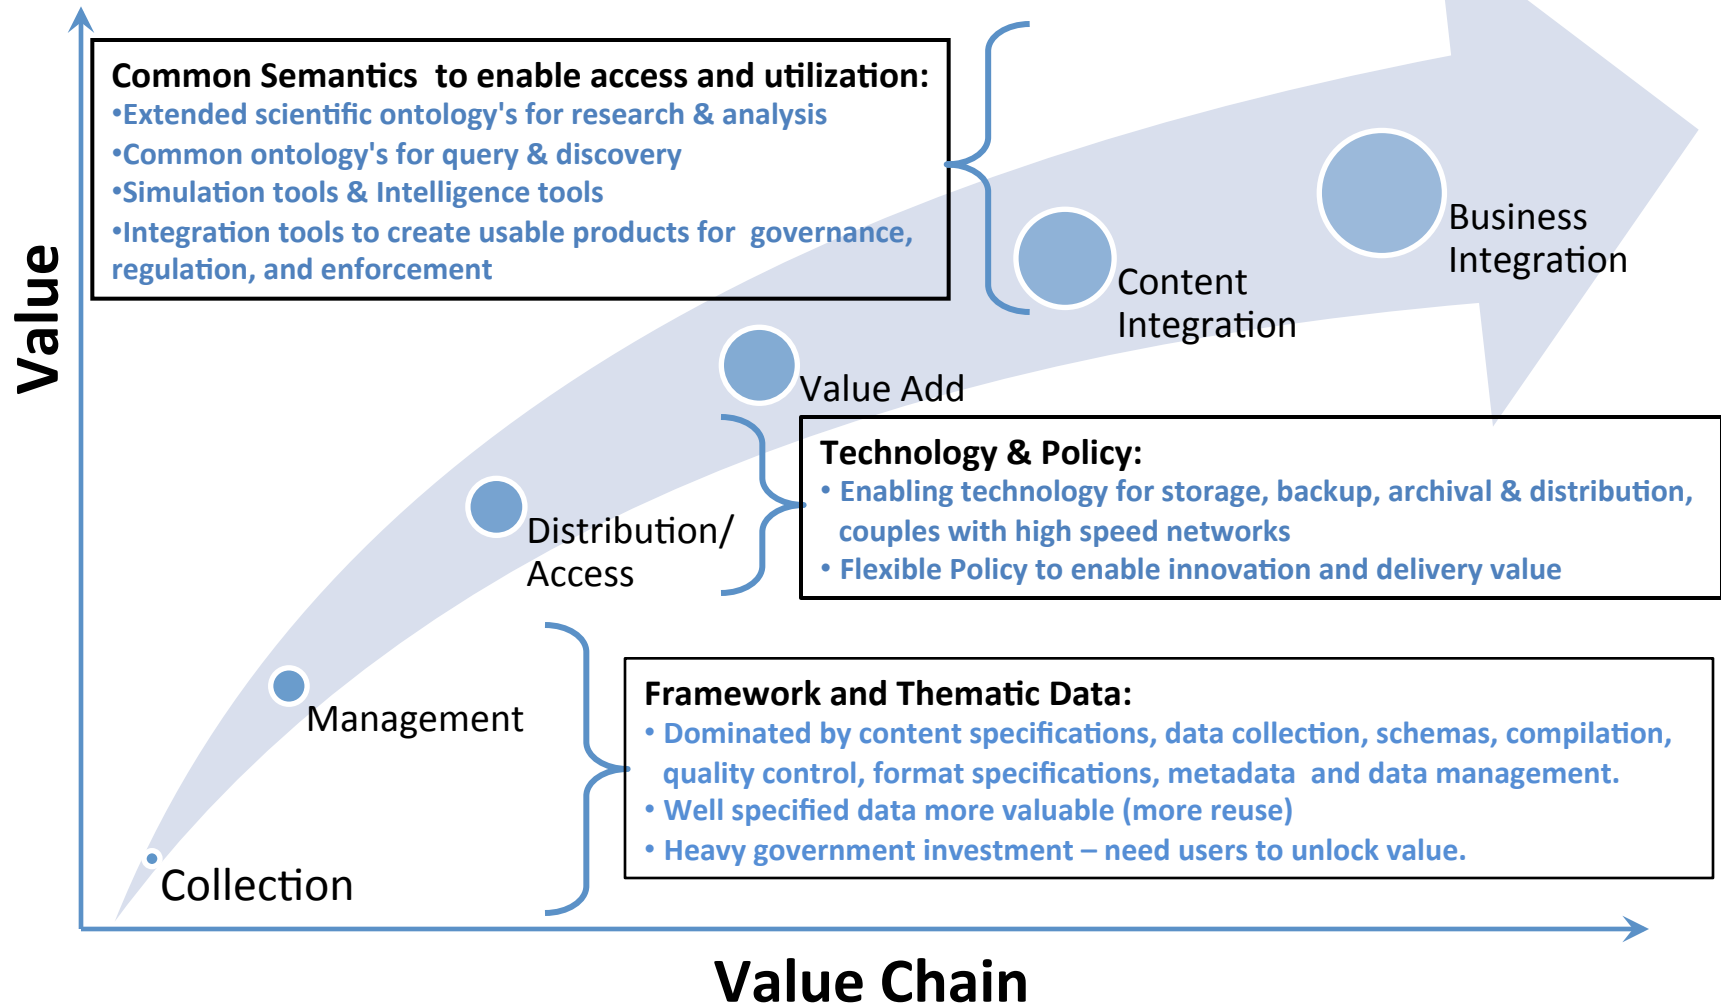 Value
Common Semantics  to enable access and utilization:
•Extended scientific ontology's for research & analysis
•Common ontology's for query & discovery
•Simulation tools & Intelligence tools
•Integration tools to create usable products for  governance,
regulation, and enforcement
Business
Integration
Content
Integration
Value Add
Technology & Policy:
• Enabling technology for storage, backup, archival & distribution,
couples with high speed networks
• Flexible Policy to enable innovation and delivery value
Distribution/
Access
Management
Framework and Thematic Data:
• Dominated by content specifications, data collection, schemas, compilation,
quality control, format specifications, metadata  and data management.
• Well specified data more valuable (more reuse)
• Heavy government investment – need users to unlock value.
Collection
Value Chain